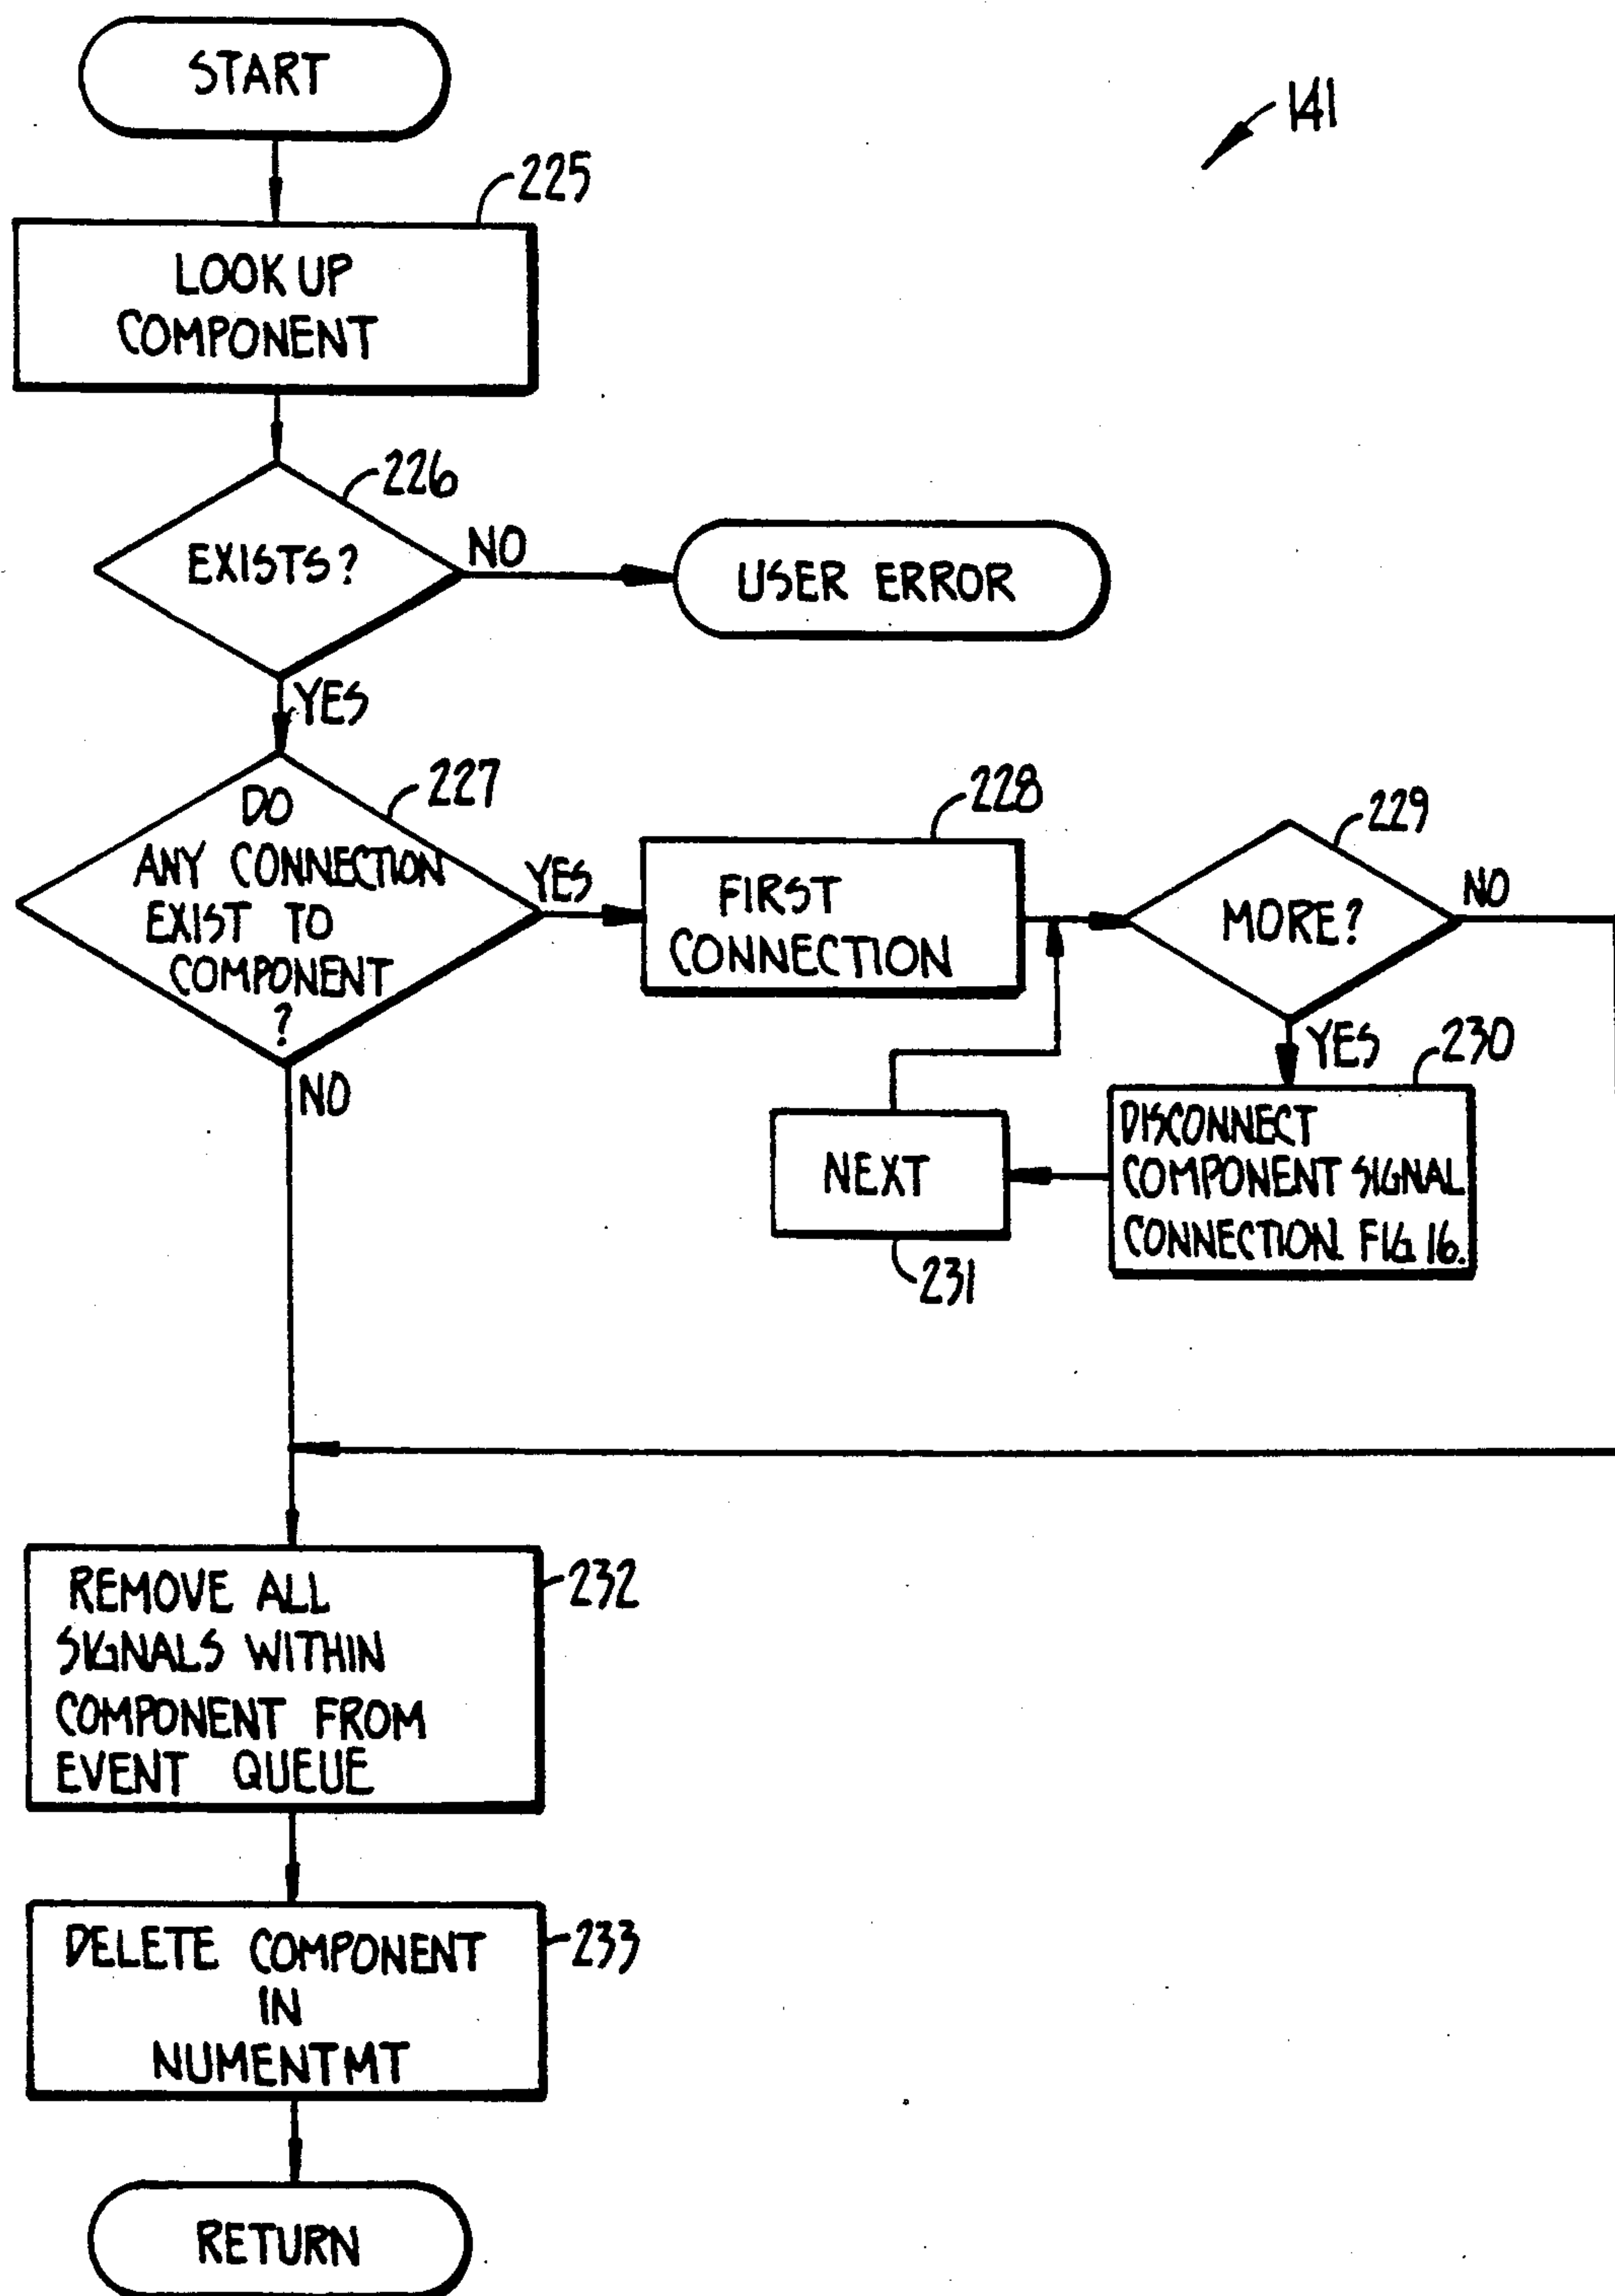 START
141
225
LOOK UP
COMPONENT
226
EXISTS?
NO
USER ERROR
YES
227
DO
ANY CONNECTION
EXIST TO
COMPONENT
?
YES
NO
228
FIRST
CONNECTION
229
MORE?
NO
YES
230
DISCONNECT
COMPONENT SIGNAL
CONNECTION. FIG 16.
NEXT
231
REMOVE ALL
SIGNALS WITHIN
COMPONENT FROM
EVENT QUEUE
232
DELETE COMPONENT
IN
NUMENTMT
233
RETURN